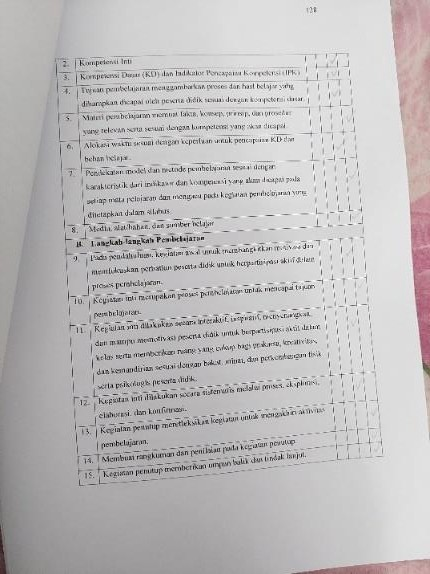 128
2. Kompetensi Inti
3. Kompetensi Dasar (KD) dan Indikator Pencapaian Kompetensi (IPK)
4. Tujuan pembelajaran menggambarkan proses dan hasil belajar yang
diharapkan dicapai oleh peserta didik sesuai dengan kompetensi dasar.
5. Materi pembelajaran memuat fakta, konsep, prinsip, dan prosedur
yang relevan serta sesuai dengan kompetensi yang akan dicapai.
6. Alokasi waktu sesuai dengan keperluan untuk pencapaian KD dan
beban belajar.
7. Pendekatan model dan metode pembelajaran sesuai dengan
karakteristik dari indikator dan kompetensi yang akan dicapai pada
setiap mata pelajaran dan mengacu pada kegiatan pembelajaran yang
ditetapkan dalam silabus.
8. Media, alat/bahan, dan sumber belajar
B. Langkah-langkah Pembelajaran
9. Pada pendahuluan, kegiatan awal untuk membangkitkan motivasi dan
memfokuskan perhatian peserta didik untuk berpartisipasi aktif dalam
proses pembelajaran.
10. Kegiatan inti merupakan proses pembelajaran untuk mencapai tujuan
pembelajaran.
11. Kegiatan inti dilakukan secara interaktif, inspiratif, menyenangkan,
dan mampu memotivasi peserta didik untuk berpartisipasi aktif dalam
kelas serta memberikan ruang yang cukup bagi prakarsa, kreativitas,
dan kemandirian sesuai dengan bakat, minat, dan perkembangan fisik
serta psikologis peserta didik.
12. Kegiatan inti dilakukan secara sistematis melalui proses, eksplorasi,
elaborasi, dan konfirmasi.
13. Kegiatan penutup merefleksikan kegiatan untuk mengakhiri aktivitas
pembelajaran.
14. Membuat rangkuman dan penilaian pada kegiatan penutup
15. Kegiatan penutup memberikan umpan balik dan tindak lanjut.